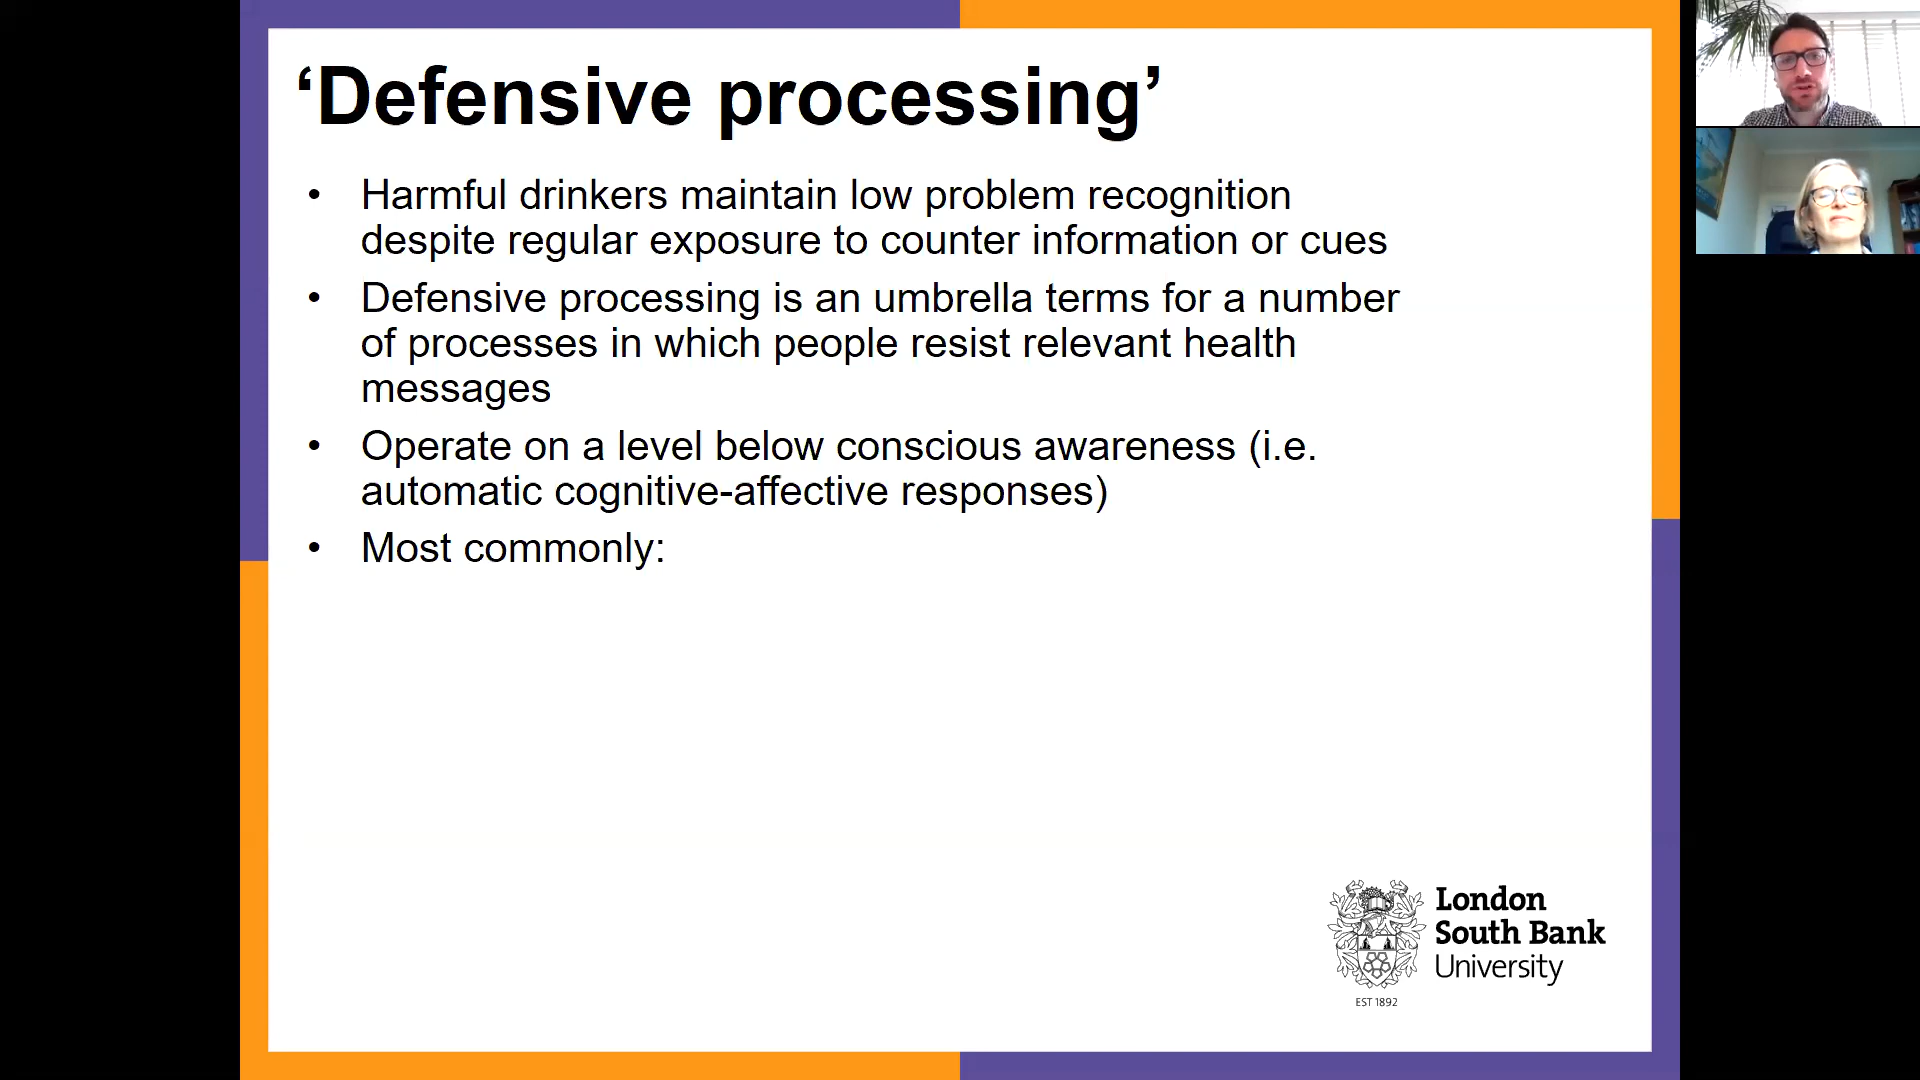 ‘Defensive processing’
• Harmful drinkers maintain low problem recognition
despite regular exposure to counter information or cues
• Defensive processing is an umbrella terms for a number
of processes in which people resist relevant health
messages
• Operate on a level below conscious awareness (i.e.
automatic cognitive-affective responses)
• Most commonly:
London
South Bank
University
EST 1892